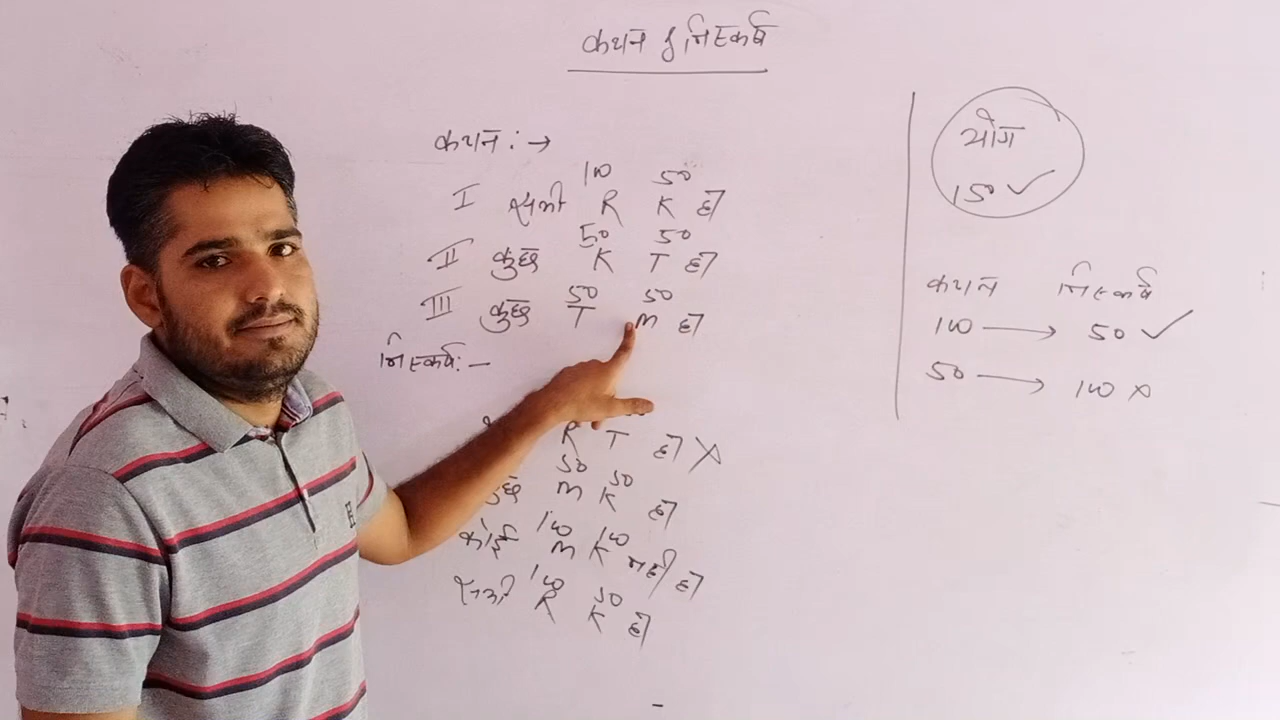 कथन & निष्कर्ष
कथन : →
100 50
I सभी R K है
50 50
II कुछ K T है
50 50
III कुछ T M है
निष्कर्ष: -
R T है ×
50 50
M K है
100 100
कोई M K नही है
100 50
सभी R K है
योग
150 ✓
कथन निष्कर्ष
100 → 50 ✓
50 → 100 ×